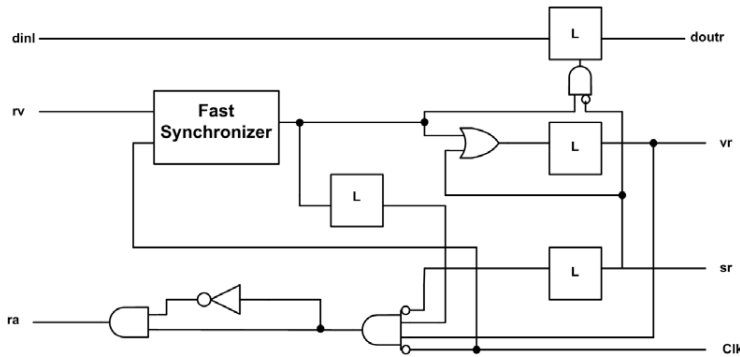 dinl
L
doutr
rv
Fast
Synchronizer
L
vr
L
L
sr
ra
Clk